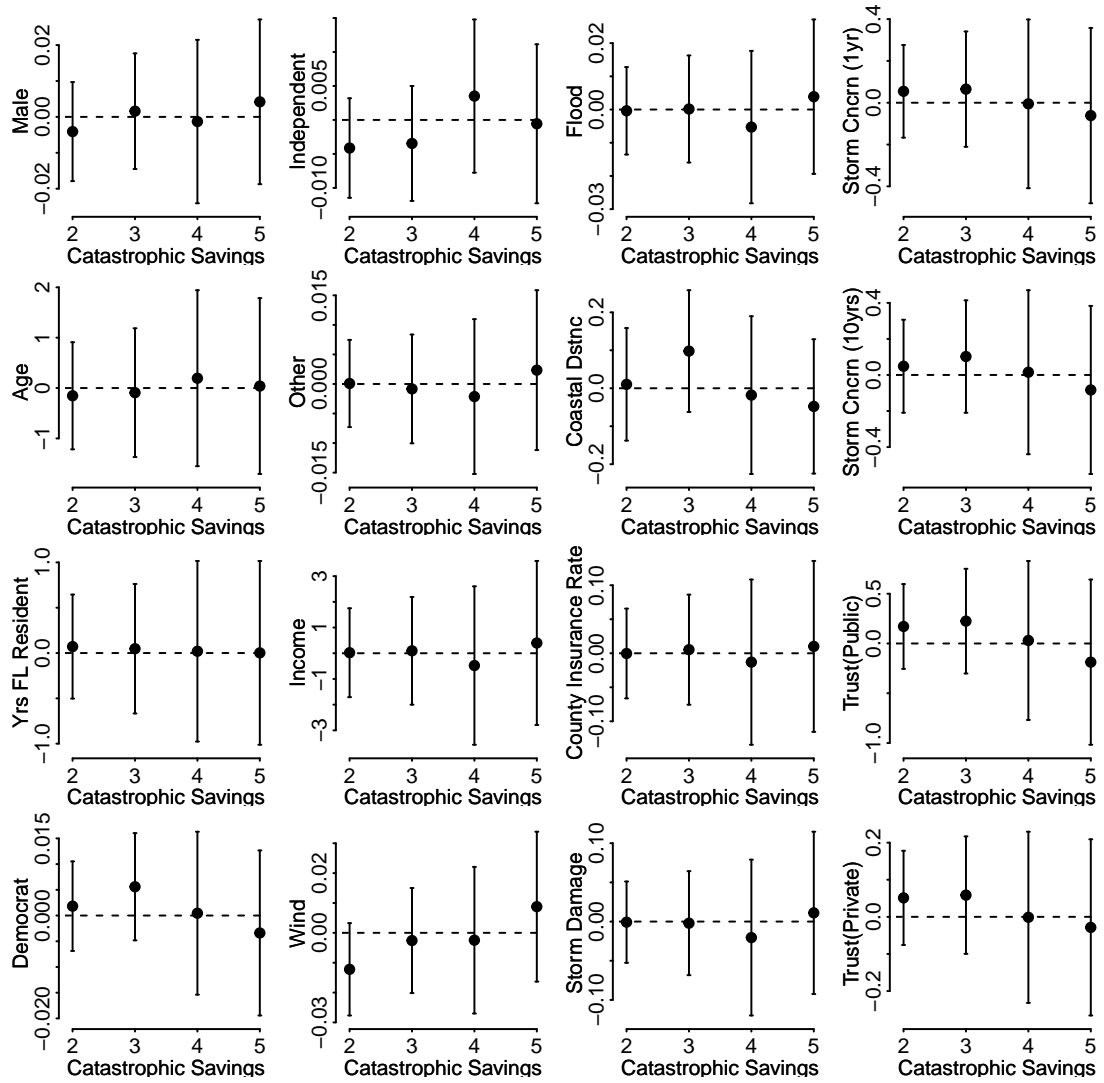 Male
0.02
0.00
−0.02
2 3 4 5
Catastrophic Savings
Independent
0.005
−0.010
2 3 4 5
Catastrophic Savings
Flood
0.02
0.00
−0.03
2 3 4 5
Catastrophic Savings
Storm Cncrn (1yr)
0.4
0.0
−0.4
2 3 4 5
Catastrophic Savings
Age
2
1
0
−1
2 3 4 5
Catastrophic Savings
Other
0.015
0.000
−0.015
2 3 4 5
Catastrophic Savings
Coastal Dstnc
0.2
0.0
−0.2
2 3 4 5
Catastrophic Savings
Storm Cncrn (10yrs)
0.4
0.0
−0.4
2 3 4 5
Catastrophic Savings
Yrs FL Resident
1.0
0.0
−1.0
2 3 4 5
Catastrophic Savings
Income
3
1
−1
−3
2 3 4 5
Catastrophic Savings
County Insurance Rate
0.10
0.00
−0.10
2 3 4 5
Catastrophic Savings
Trust(Public)
0.5
0.0
−1.0
2 3 4 5
Catastrophic Savings
Democrat
0.015
0.000
−0.020
2 3 4 5
Catastrophic Savings
Wind
0.02
0.00
−0.03
2 3 4 5
Catastrophic Savings
Storm Damage
0.10
0.00
−0.10
2 3 4 5
Catastrophic Savings
Trust(Private)
0.2
0.0
−0.2
2 3 4 5
Catastrophic Savings